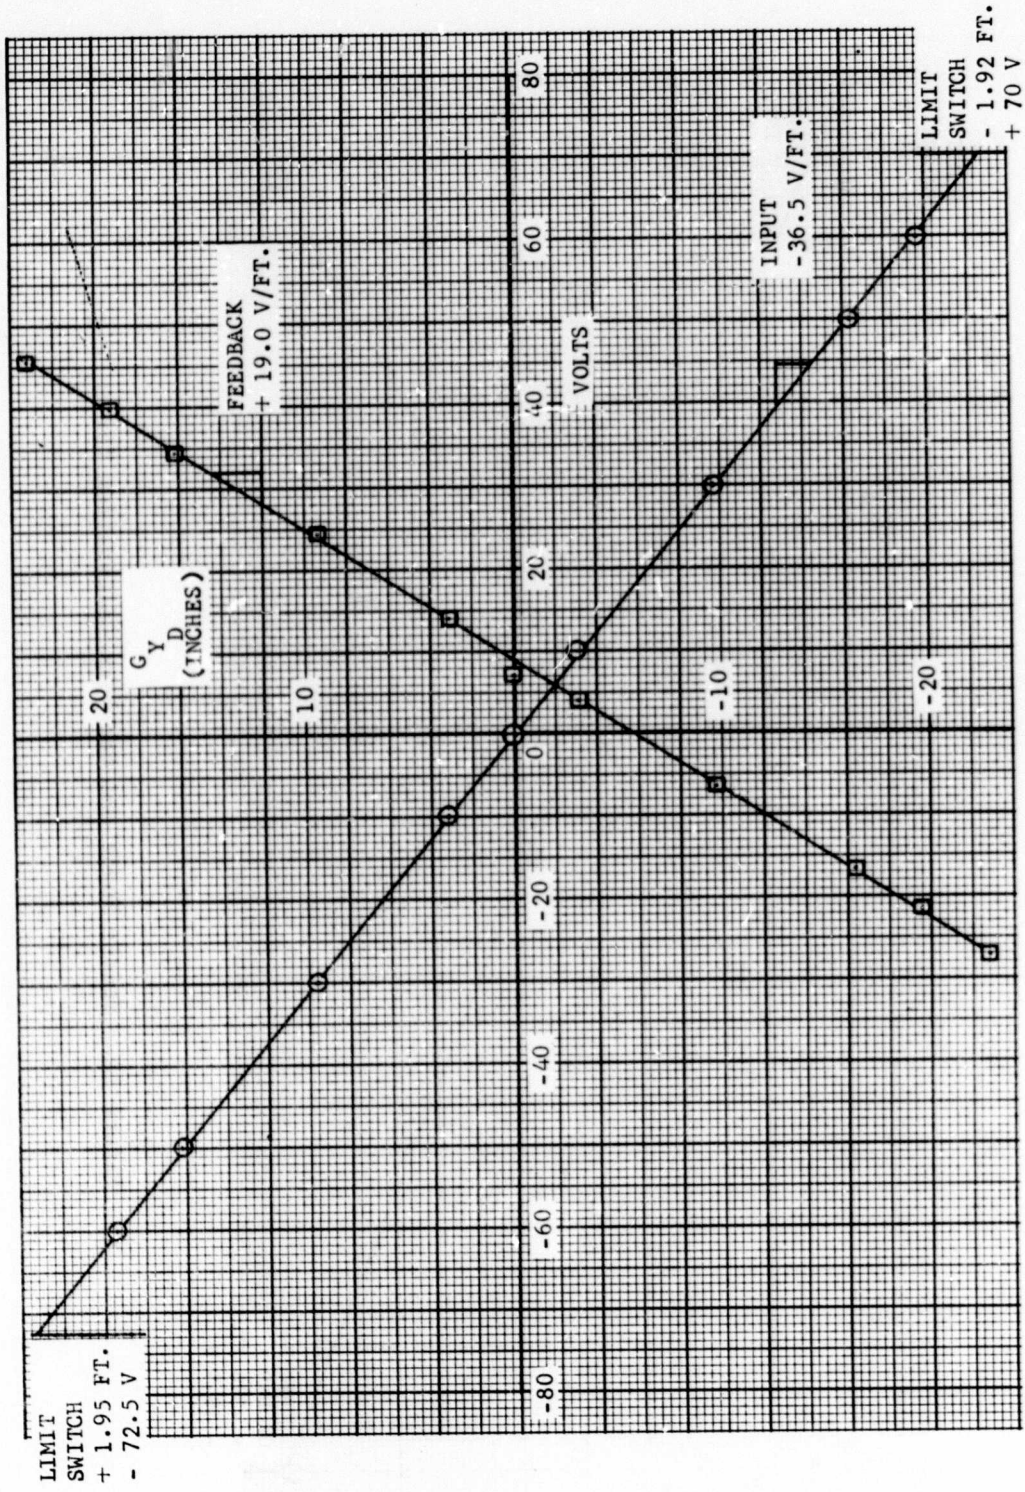 LIMIT
SWITCH
+ 1.95 FT.
- 72.5 V
20
G
Y
D
(INCHES)
10
FEEDBACK
+ 19.0 V/FT.
-80
-60
-40
-20
0
20
40
60
80
VOLTS
-10
-20
INPUT
-36.5 V/FT.
LIMIT
SWITCH
- 1.92 FT.
+ 70 V